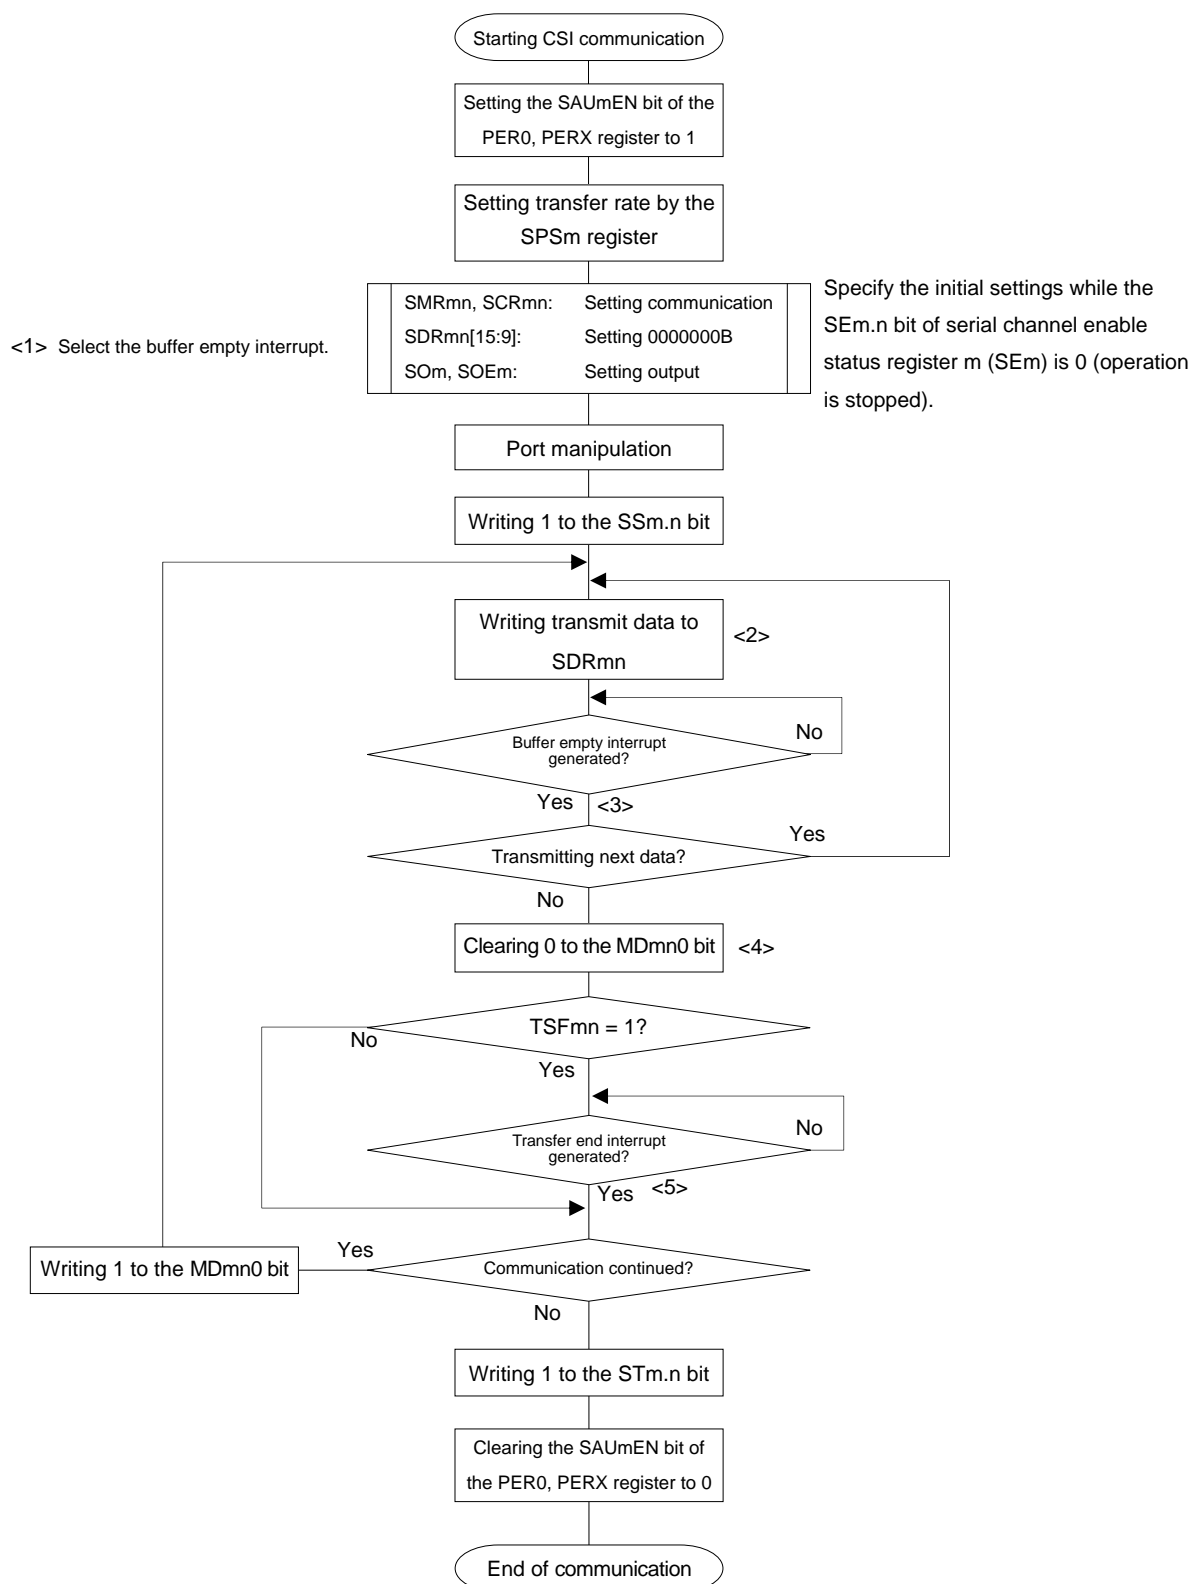 Starting CSI communication
Setting the SAUmEN bit of the
PER0, PERX register to 1
Setting transfer rate by the
SPSm register
<1> Select the buffer empty interrupt.
SMRmn, SCRmn: Setting communication
SDRmn[15:9]: Setting 0000000B
SOm, SOEm: Setting output
Specify the initial settings while the
SEm.n bit of serial channel enable
status register m (SEm) is 0 (operation
is stopped).
Port manipulation
Writing 1 to the SSm.n bit
Writing transmit data to
SDRmn
<2>
No
Buffer empty interrupt
generated?
Yes <3>
Yes
Transmitting next data?
No
Clearing 0 to the MDmn0 bit <4>
TSFmn = 1?
No
Yes
No
Transfer end interrupt
generated?
Yes <5>
Yes
Writing 1 to the MDmn0 bit
Communication continued?
No
Writing 1 to the STm.n bit
Clearing the SAUmEN bit of
the PER0, PERX register to 0
End of communication